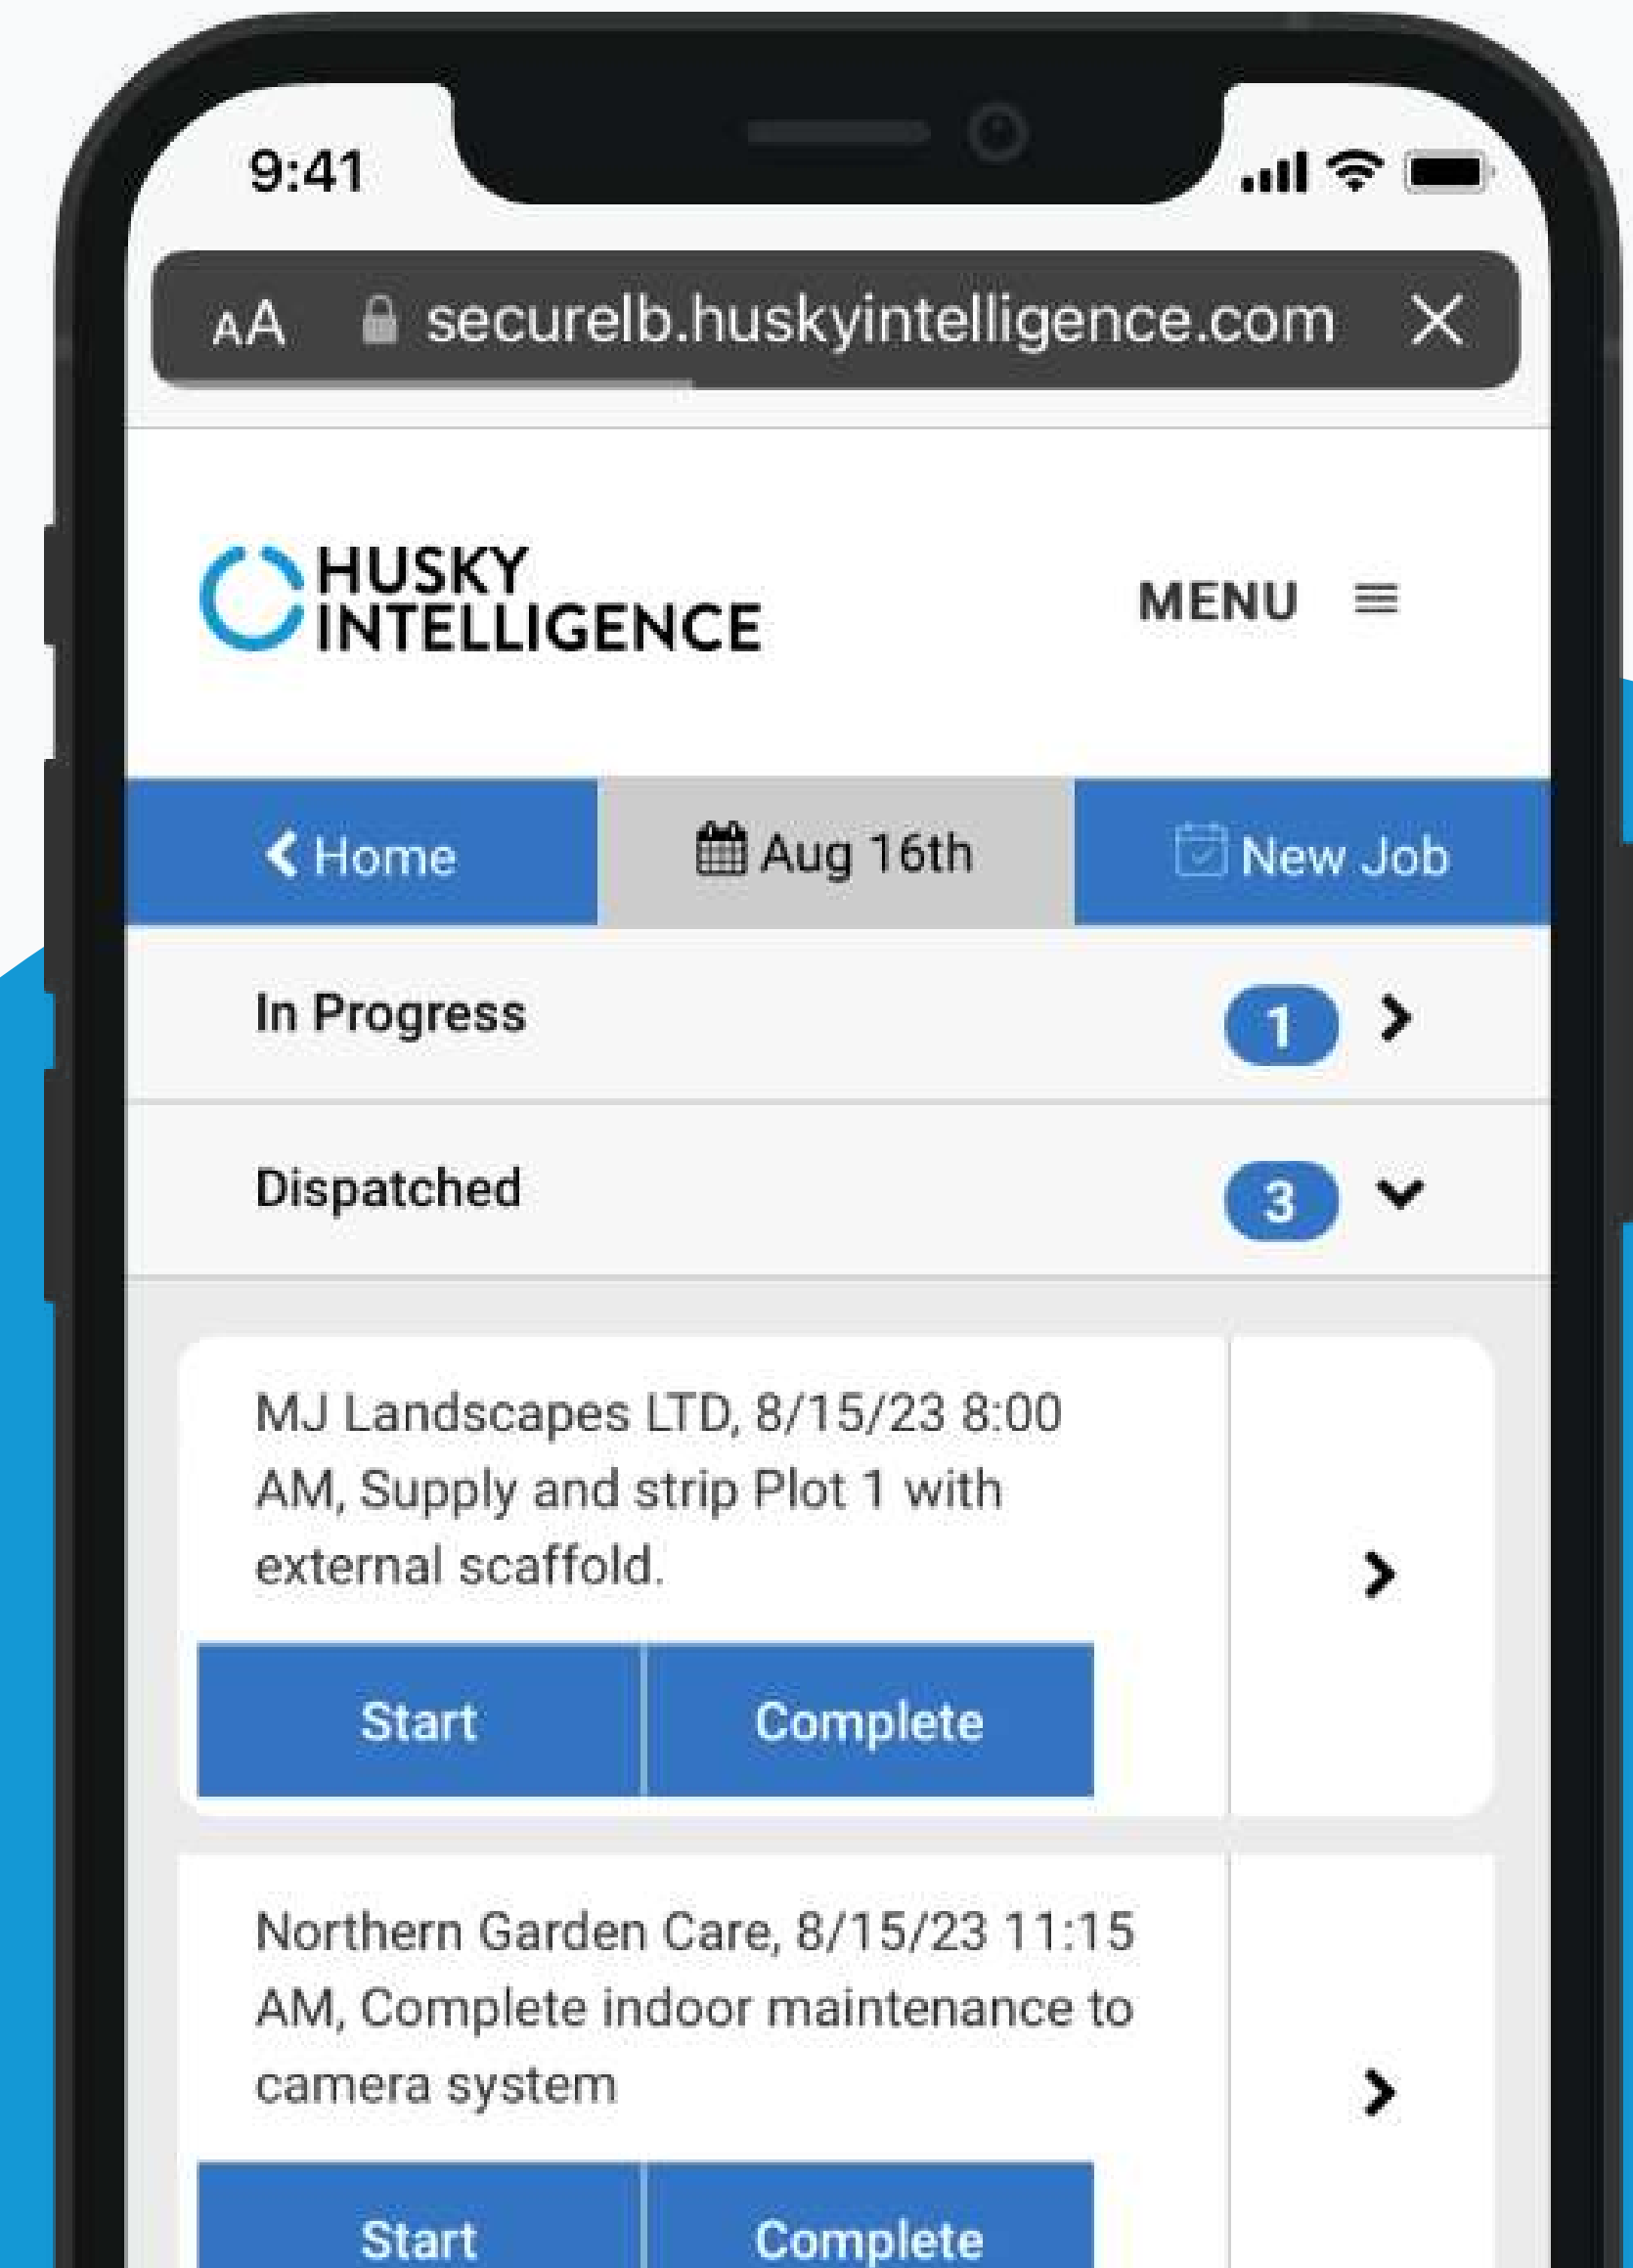 9:41
AA securelb.huskyintelligence.com
HUSKY
INTELLIGENCE
MENU
Home
Aug 16th
New Job
In Progress 1
Dispatched 3
MJ Landscapes LTD, 8/15/23 8:00
AM, Supply and strip Plot 1 with
external scaffold.
Start Complete
Northern Garden Care, 8/15/23 11:15
AM, Complete indoor maintenance to
camera system
Start Complete